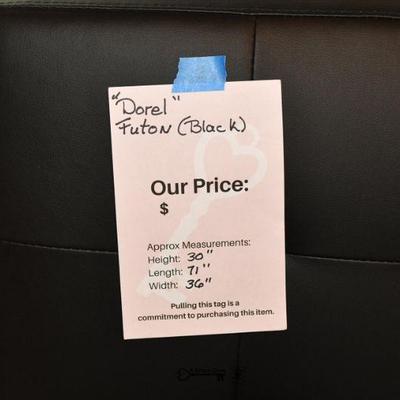 "Dorel"
Futon (Black)
Our Price:
$
Approx Measurements:
Height: 30"
Length: 71"
Width: 36"
Pulling this tag is a
commitment to purchasing this item.